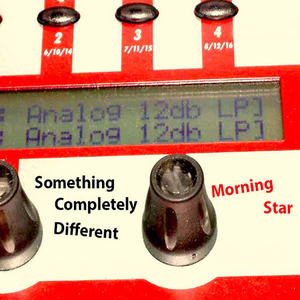 2
3
4
6/10/14
7/11/15
8/12/16
: Analog 12db LP]
: Analog 12db LP]
Something
Completely
Different
Morning
Star